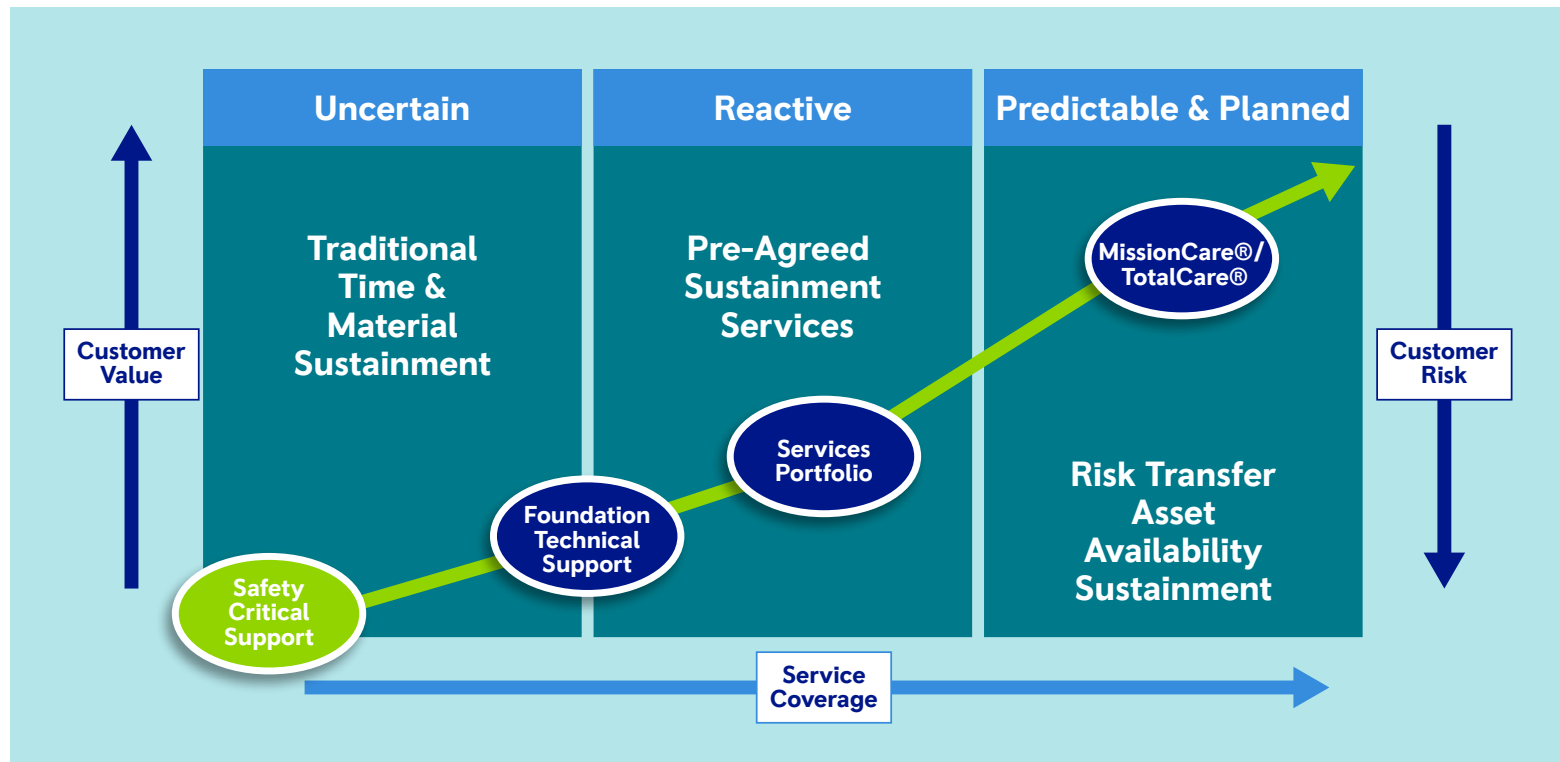 Uncertain
Reactive
Predictable & Planned
Customer
Value
Traditional
Time &
Material
Sustainment
Pre-Agreed
Sustainment
Services
MissionCare®/
TotalCare®
Customer
Risk
Services
Portfolio
Foundation
Technical
Support
Risk Transfer
Asset
Availability
Sustainment
Safety
Critical
Support
Service
Coverage